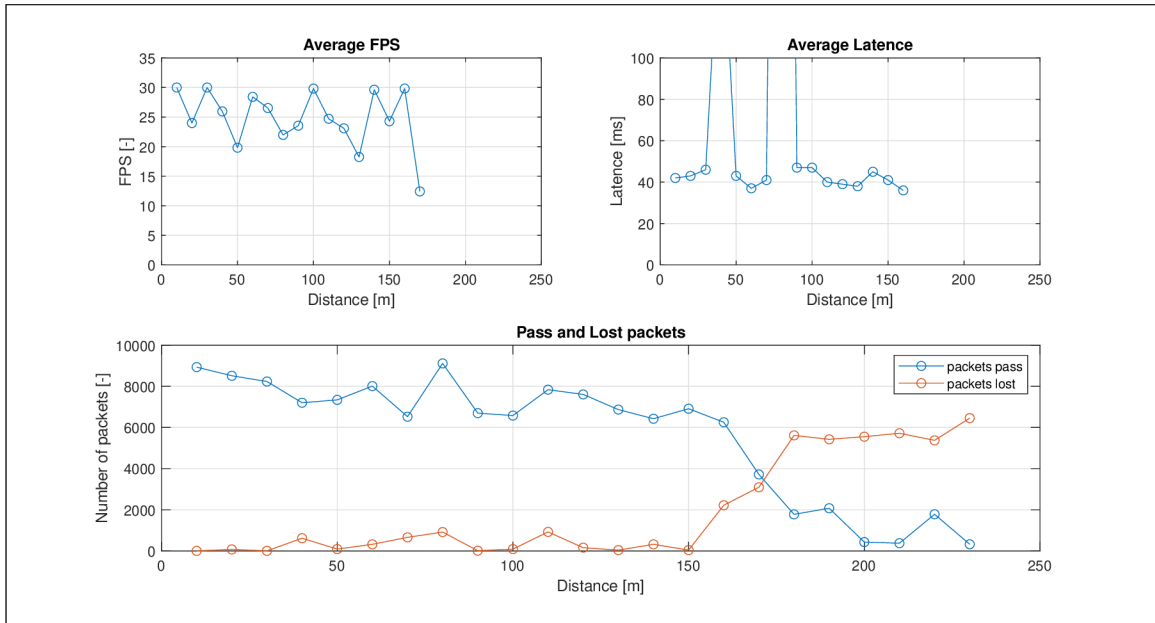 Average FPS
35
30
25
20
15
10
5
0
FPS [-]
0 50 100 150 200 250
Distance [m]
Average Latence
100
80
60
40
20
0
Latence [ms]
0 50 100 150 200 250
Distance [m]
Pass and Lost packets
10000
8000
6000
4000
2000
0
Number of packets [-]
packets pass
packets lost
0 50 100 150 200 250
Distance [m]